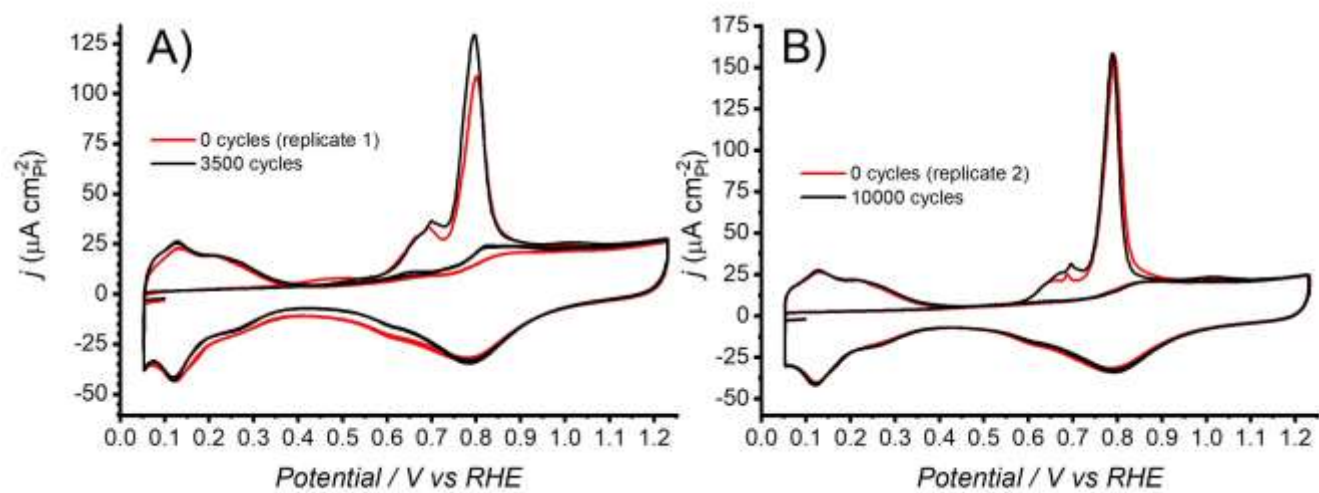 A)
0 cycles (replicate 1)
3500 cycles
j (µA cm⁻²Pt)
125
100
75
50
25
0
-25
-50
0.0 0.1 0.2 0.3 0.4 0.5 0.6 0.7 0.8 0.9 1.0 1.1 1.2
Potential / V vs RHE
B)
0 cycles (replicate 2)
10000 cycles
j (µA cm⁻²Pt)
175
150
125
100
75
50
25
0
-25
-50
0.0 0.1 0.2 0.3 0.4 0.5 0.6 0.7 0.8 0.9 1.0 1.1 1.2
Potential / V vs RHE